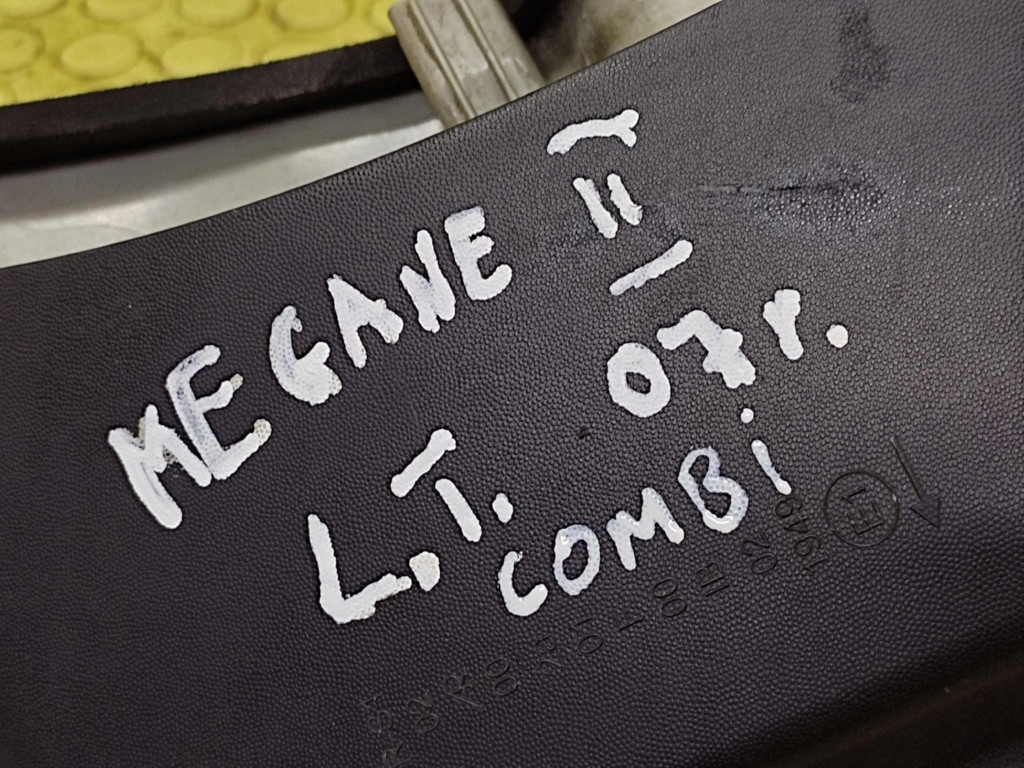 MEGANE II
L.T. 07r.
COMBi